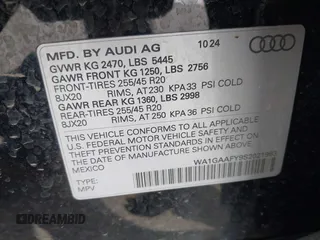 MFD. BY AUDI AG 10 24
GVWR KG 2470, LBS 5445
GAWR FRONT KG 1250, LBS 2756
FRONT-TIRES 255/45 R20
8JX20 RIMS, AT 230 KPA 33 PSI COLD
GAWR REAR KG 1360, LBS 2998
REAR-TIRES 255/45 R20
8JX20 RIMS, AT 250 KPA 36 PSI COLD
THIS VEHICLE CONFORMS TO ALL APPLICABLE
U.S. FEDERAL MOTOR VEHICLE SAFETY
BUMPER, AND THEFT PREVENTION STANDARDS
IN EFFECT ON THE DATE OF MANUFACTURE
SHOWN ABOVE.
MEXICO
TYPE:
MPV
DREAMBID